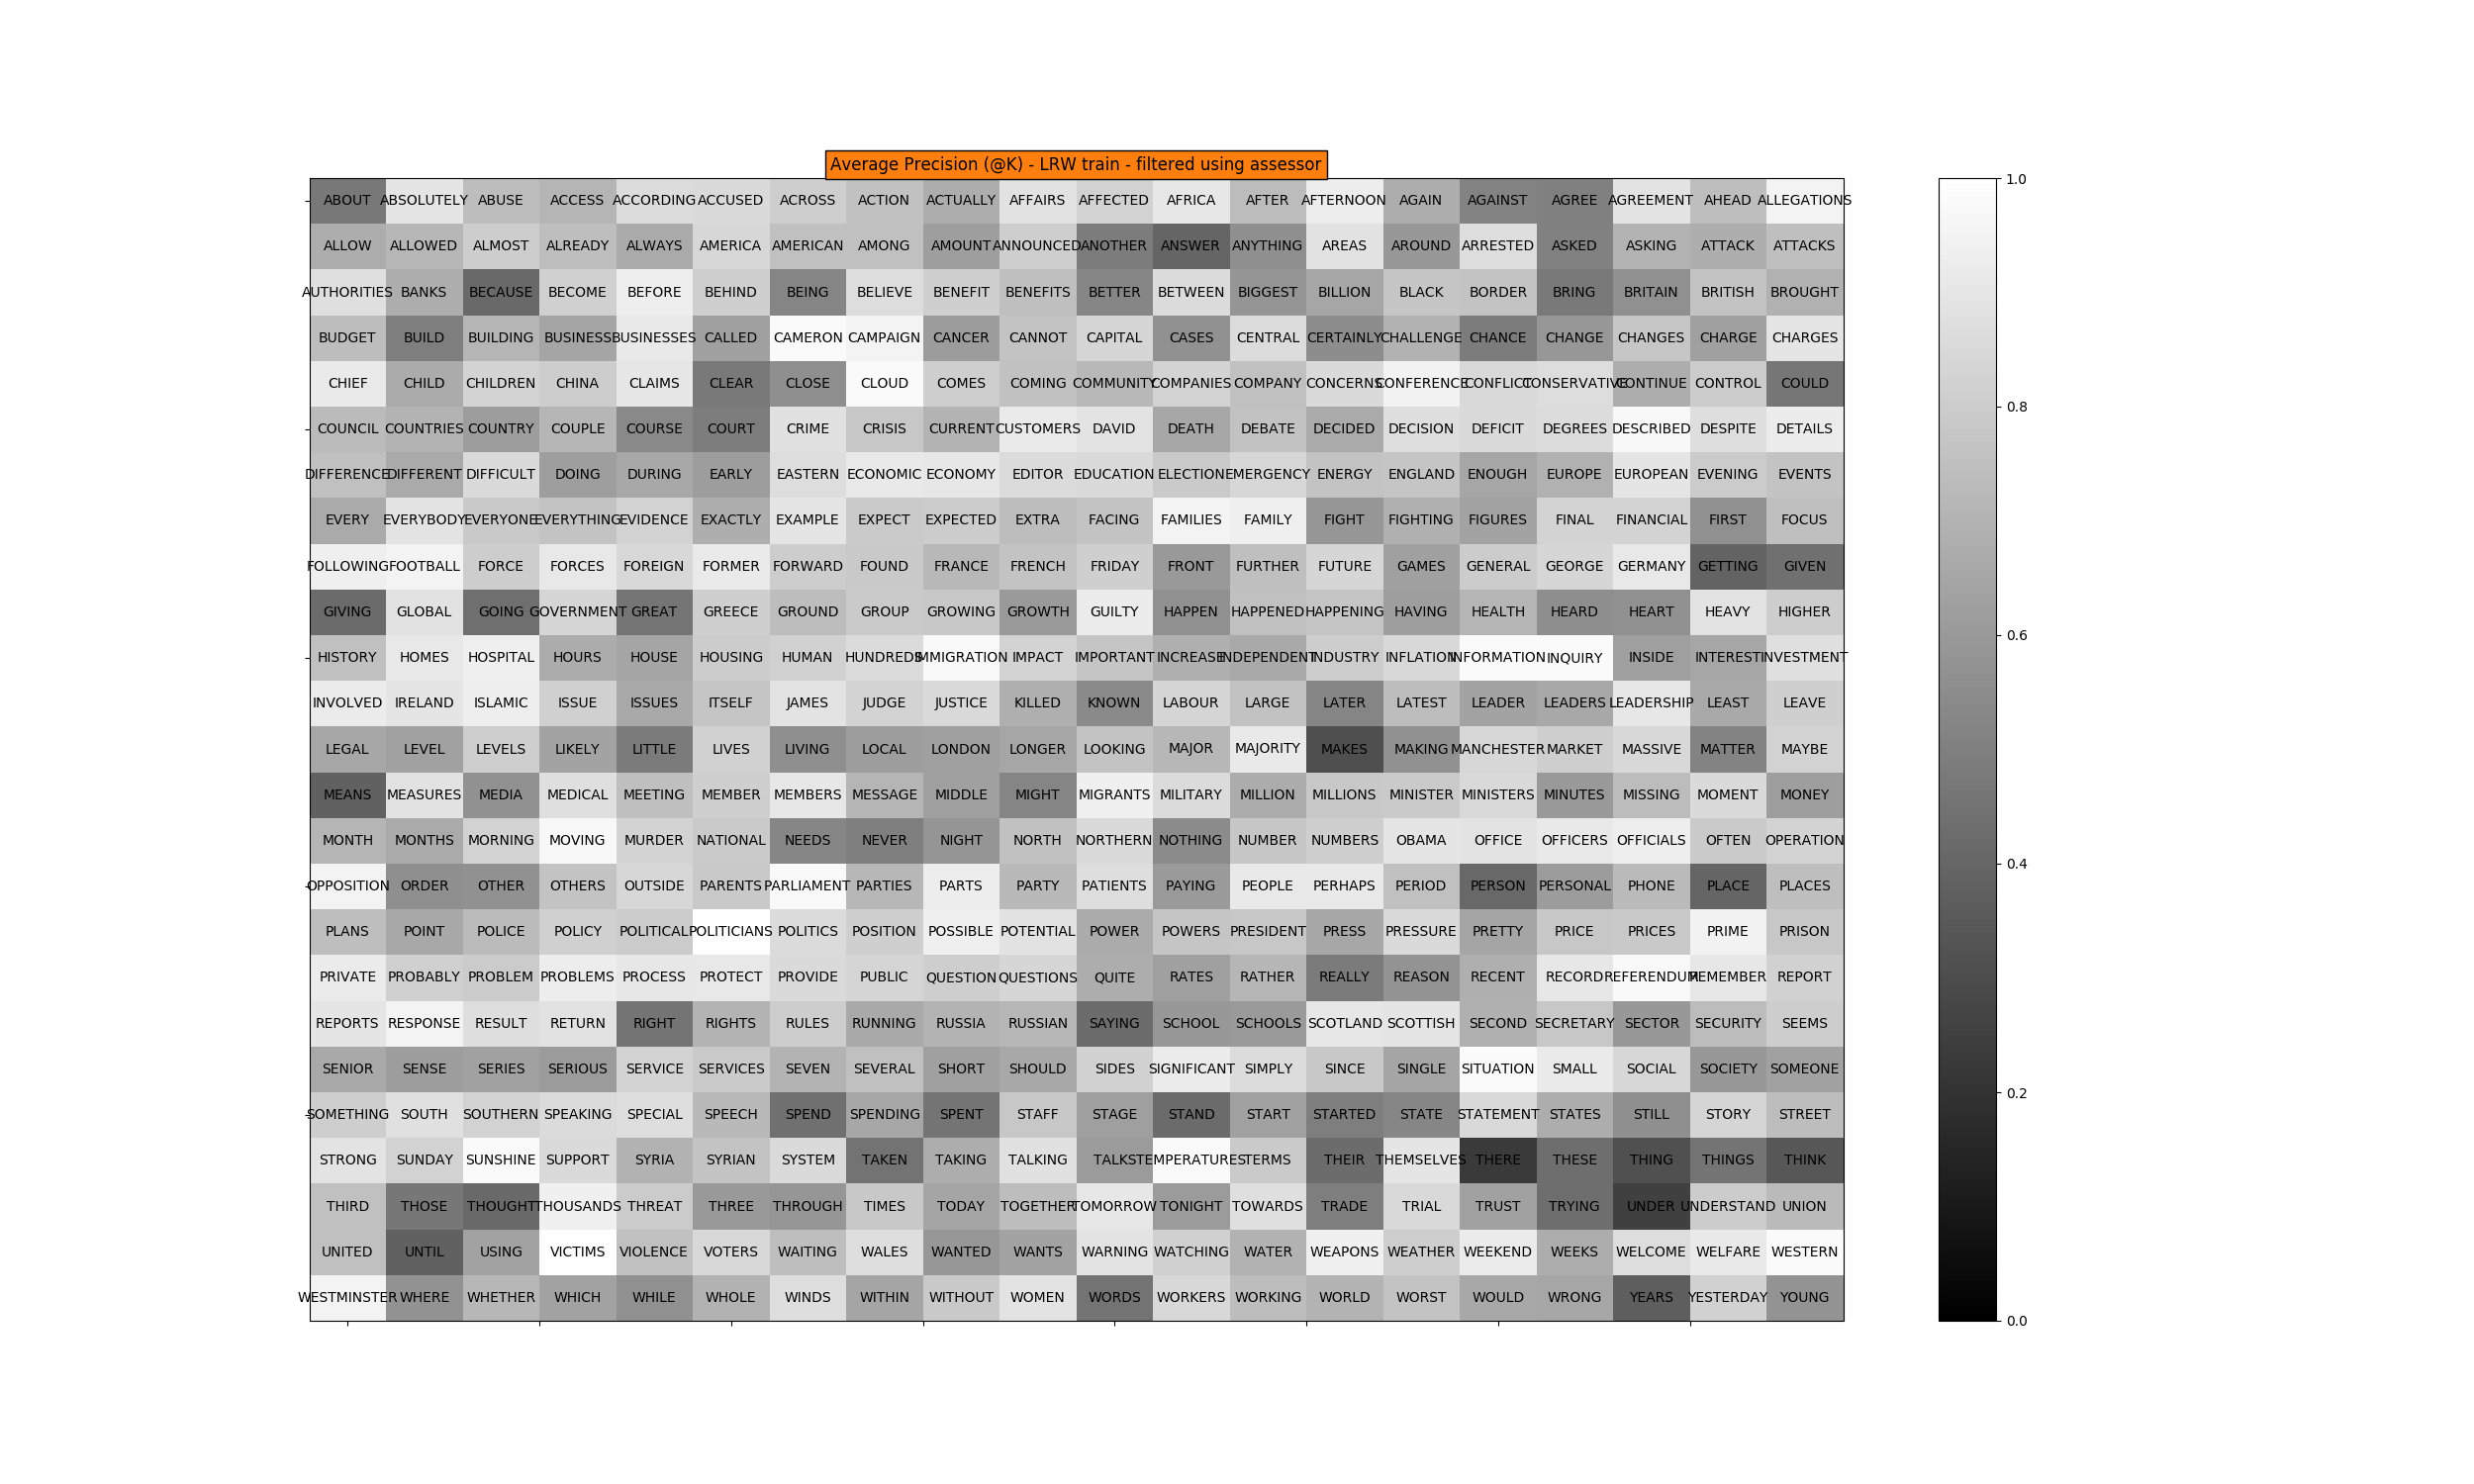 Average Precision (@K) - LRW train - filtered using assessor
ABOUT ABSOLUTELY ABUSE ACCESS ACCORDING ACCUSED ACROSS ACTION ACTUALLY AFFAIRS AFFECTED AFRICA AFTER AFTERNOON AGAIN AGAINST AGREE AGREEMENT AHEAD ALLEGATIONS 1.0
ALLOW ALLOWED ALMOST ALREADY ALWAYS AMERICA AMERICAN AMONG AMOUNT ANNOUNCED ANOTHER ANSWER ANYTHING AREAS AROUND ARRESTED ASKED ASKING ATTACK ATTACKS
AUTHORITIES BANKS BECAUSE BECOME BEFORE BEHIND BEING BELIEVE BENEFIT BENEFITS BETTER BETWEEN BIGGEST BILLION BLACK BORDER BRING BRITAIN BRITISH BROUGHT
BUDGET BUILD BUILDING BUSINESS BUSINESSES CALLED CAMERON CAMPAIGN CANCER CANNOT CAPITAL CASES CENTRAL CERTAINLY CHALLENGE CHANCE CHANGE CHANGES CHARGE CHARGES
CHIEF CHILD CHILDREN CHINA CLAIMS CLEAR CLOSE CLOUD COMES COMING COMMUNITY COMPANIES COMPANY CONCERNS CONFERENCE CONFLICT CONSERVATIVE CONTINUE CONTROL COULD 0.8
COUNCIL COUNTRIES COUNTRY COUPLE COURSE COURT CRIME CRISIS CURRENT CUSTOMERS DAVID DEATH DEBATE DECIDED DECISION DEFICIT DEGREES DESCRIBED DESPITE DETAILS
DIFFERENCE DIFFERENT DIFFICULT DOING DURING EARLY EASTERN ECONOMIC ECONOMY EDITOR EDUCATION ELECTION EMERGENCY ENERGY ENGLAND ENOUGH EUROPE EUROPEAN EVENING EVENTS
EVERY EVERYBODY EVERYONE EVERYTHING EVIDENCE EXACTLY EXAMPLE EXPECT EXPECTED EXTRA FACING FAMILIES FAMILY FIGHT FIGHTING FIGURES FINAL FINANCIAL FIRST FOCUS
FOLLOWING FOOTBALL FORCE FORCES FOREIGN FORMER FORWARD FOUND FRANCE FRENCH FRIDAY FRONT FURTHER FUTURE GAMES GENERAL GEORGE GERMANY GETTING GIVEN
GIVING GLOBAL GOING GOVERNMENT GREAT GREECE GROUND GROUP GROWING GROWTH GUILTY HAPPEN HAPPENED HAPPENING HAVING HEALTH HEARD HEART HEAVY HIGHER 0.6
HISTORY HOMES HOSPITAL HOURS HOUSE HOUSING HUMAN HUNDREDS IMMIGRATION IMPACT IMPORTANT INCREASE INDEPENDENT INDUSTRY INFLATION INFORMATION INQUIRY INSIDE INTEREST INVESTMENT
INVOLVED IRELAND ISLAMIC ISSUE ISSUES ITSELF JAMES JUDGE JUSTICE KILLED KNOWN LABOUR LARGE LATER LATEST LEADER LEADERS LEADERSHIP LEAST LEAVE
LEGAL LEVEL LEVELS LIKELY LITTLE LIVES LIVING LOCAL LONDON LONGER LOOKING MAJOR MAJORITY MAKES MAKING MANCHESTER MARKET MASSIVE MATTER MAYBE
MEANS MEASURES MEDIA MEDICAL MEETING MEMBER MEMBERS MESSAGE MIDDLE MIGHT MIGRANTS MILITARY MILLION MILLIONS MINISTER MINISTERS MINUTES MISSING MOMENT MONEY
MONTH MONTHS MORNING MOVING MURDER NATIONAL NEEDS NEVER NIGHT NORTH NORTHERN NOTHING NUMBER NUMBERS OBAMA OFFICE OFFICERS OFFICIALS OFTEN OPERATION 0.4
OPPOSITION ORDER OTHER OTHERS OUTSIDE PARENTS PARLIAMENT PARTIES PARTS PARTY PATIENTS PAYING PEOPLE PERHAPS PERIOD PERSON PERSONAL PHONE PLACE PLACES
PLANS POINT POLICE POLICY POLITICAL POLITICIANS POLITICS POSITION POSSIBLE POTENTIAL POWER POWERS PRESIDENT PRESS PRESSURE PRETTY PRICE PRICES PRIME PRISON
PRIVATE PROBABLY PROBLEM PROBLEMS PROCESS PROTECT PROVIDE PUBLIC QUESTION QUESTIONS QUITE RATES RATHER REALLY REASON RECENT RECORD REFERENDUM REMEMBER REPORT
REPORTS RESPONSE RESULT RETURN RIGHT RIGHTS RULES RUNNING RUSSIA RUSSIAN SAYING SCHOOL SCHOOLS SCOTLAND SCOTTISH SECOND SECRETARY SECTOR SECURITY SEEMS
SENIOR SENSE SERIES SERIOUS SERVICE SERVICES SEVEN SEVERAL SHORT SHOULD SIDES SIGNIFICANT SIMPLY SINCE SINGLE SITUATION SMALL SOCIAL SOCIETY SOMEONE 0.2
SOMETHING SOUTH SOUTHERN SPEAKING SPECIAL SPEECH SPEND SPENDING SPENT STAFF STAGE STAND START STARTED STATE STATEMENT STATES STILL STORY STREET
STRONG SUNDAY SUNSHINE SUPPORT SYRIA SYRIAN SYSTEM TAKEN TAKING TALKING TALKS TEMPERATURES TERMS THEIR THEMSELVES THERE THESE THING THINGS THINK
THIRD THOSE THOUGHT THOUSANDS THREAT THREE THROUGH TIMES TODAY TOGETHER TOMORROW TONIGHT TOWARDS TRADE TRIAL TRUST TRYING UNDER UNDERSTAND UNION
UNITED UNTIL USING VICTIMS VIOLENCE VOTERS WAITING WALES WANTED WANTS WARNING WATCHING WATER WEAPONS WEATHER WEEKEND WEEKS WELCOME WELFARE WESTERN
WESTMINSTER WHERE WHETHER WHICH WHILE WHOLE WINDS WITHIN WITHOUT WOMEN WORDS WORKERS WORKING WORLD WORST WOULD WRONG YEARS YESTERDAY YOUNG 0.0